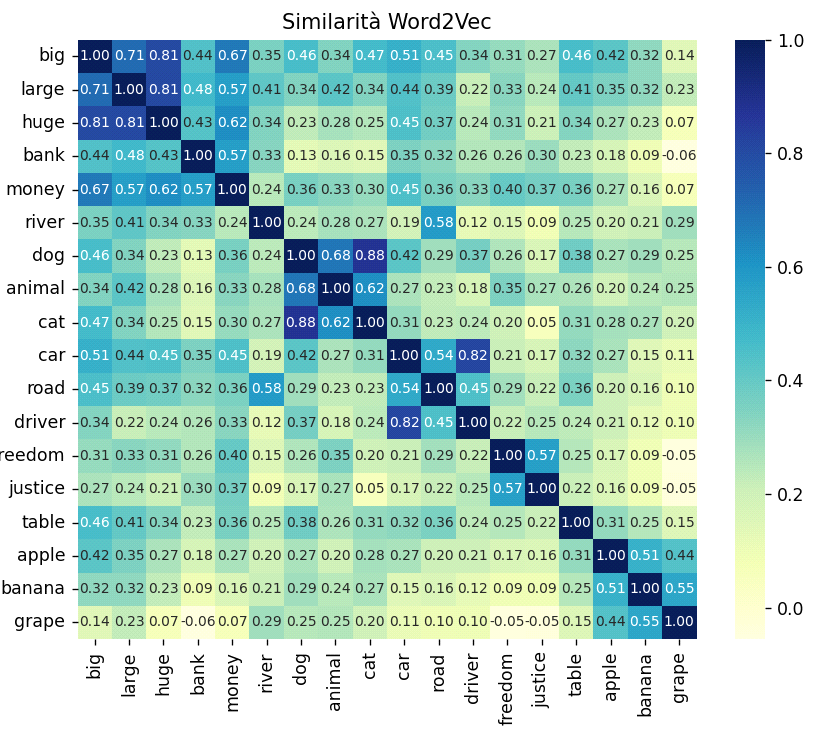 Similarità Word2Vec
big 1.00 0.71 0.81 0.44 0.67 0.35 0.46 0.34 0.47 0.51 0.45 0.34 0.31 0.27 0.46 0.42 0.32 0.14
large 0.71 1.00 0.81 0.48 0.57 0.41 0.34 0.42 0.34 0.44 0.39 0.22 0.33 0.24 0.41 0.35 0.32 0.23
huge 0.81 0.81 1.00 0.43 0.62 0.34 0.23 0.28 0.25 0.45 0.37 0.24 0.31 0.21 0.34 0.27 0.23 0.07
bank 0.44 0.48 0.43 1.00 0.57 0.33 0.13 0.16 0.15 0.35 0.32 0.26 0.26 0.30 0.23 0.18 0.09 -0.06
money 0.67 0.57 0.62 0.57 1.00 0.24 0.36 0.33 0.30 0.45 0.36 0.33 0.40 0.37 0.36 0.27 0.16 0.07
river 0.35 0.41 0.34 0.33 0.24 1.00 0.24 0.28 0.27 0.19 0.58 0.12 0.15 0.09 0.25 0.20 0.21 0.29
dog 0.46 0.34 0.23 0.13 0.36 0.24 1.00 0.68 0.88 0.42 0.29 0.37 0.26 0.17 0.38 0.27 0.29 0.25
animal 0.34 0.42 0.28 0.16 0.33 0.28 0.68 1.00 0.62 0.27 0.23 0.18 0.35 0.27 0.26 0.20 0.24 0.25
cat 0.47 0.34 0.25 0.15 0.30 0.27 0.88 0.62 1.00 0.31 0.23 0.24 0.20 0.05 0.31 0.28 0.27 0.20
car 0.51 0.44 0.45 0.35 0.45 0.19 0.42 0.27 0.31 1.00 0.54 0.82 0.21 0.17 0.32 0.27 0.15 0.11
road 0.45 0.39 0.37 0.32 0.36 0.58 0.29 0.23 0.23 0.54 1.00 0.45 0.29 0.22 0.36 0.20 0.16 0.10
driver 0.34 0.22 0.24 0.26 0.33 0.12 0.37 0.18 0.24 0.82 0.45 1.00 0.22 0.25 0.24 0.21 0.12 0.10
reedom 0.31 0.33 0.31 0.26 0.40 0.15 0.26 0.35 0.20 0.21 0.29 0.22 1.00 0.57 0.25 0.17 0.09 -0.05
justice 0.27 0.24 0.21 0.30 0.37 0.09 0.17 0.27 0.05 0.17 0.22 0.25 0.57 1.00 0.22 0.16 0.09 -0.05
table 0.46 0.41 0.34 0.23 0.36 0.25 0.38 0.26 0.31 0.32 0.36 0.24 0.25 0.22 1.00 0.31 0.25 0.15
apple 0.42 0.35 0.27 0.18 0.27 0.20 0.27 0.20 0.28 0.27 0.20 0.21 0.17 0.16 0.31 1.00 0.51 0.44
banana 0.32 0.32 0.23 0.09 0.16 0.21 0.29 0.24 0.27 0.15 0.16 0.12 0.09 0.09 0.25 0.51 1.00 0.55
grape 0.14 0.23 0.07 -0.06 0.07 0.29 0.25 0.25 0.20 0.11 0.10 0.10 -0.05 -0.05 0.15 0.44 0.55 1.00
big large huge bank money river dog animal cat car road driver freedom justice table apple banana grape
1.0
0.8
0.6
0.4
0.2
0.0